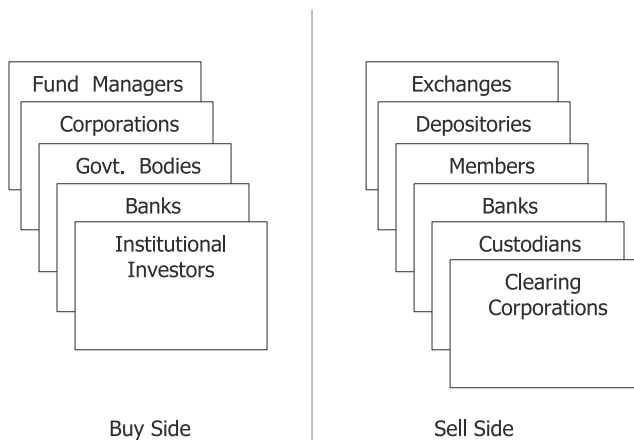 Fund Managers
Corporations
Govt. Bodies
Banks
Institutional
Investors
Buy Side
Exchanges
Depositories
Members
Banks
Custodians
Clearing
Corporations
Sell Side